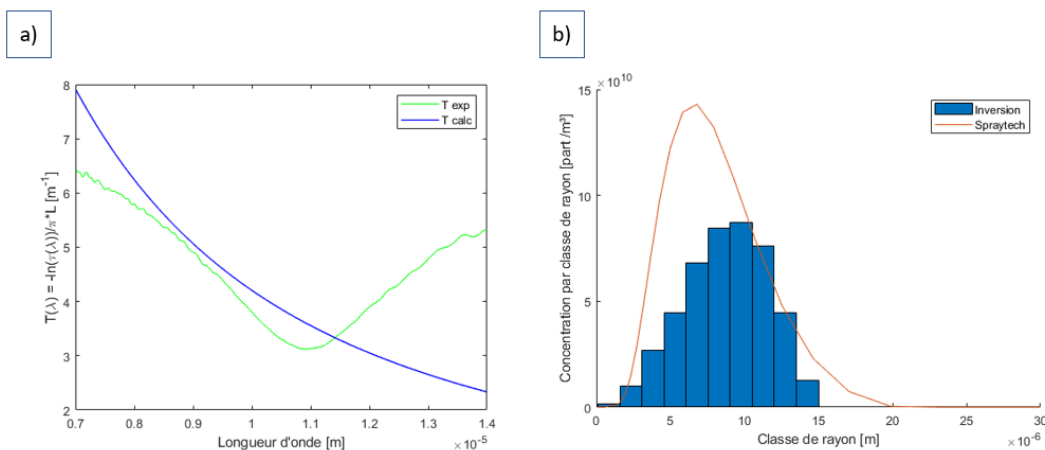 a)
8
7
6
5
4
3
2
T(λ) = -ln(τ(λ))/π*L [m⁻¹]
T exp
T calc
0.7 0.8 0.9 1 1.1 1.2 1.3 1.4
Longueur d'onde [m]
×10⁻⁵
b)
×10¹⁰
15
10
5
0
Concentration par classe de rayon [part /m³]
Inversion
Spraytech
0 5 10 15 20 25 30
Classe de rayon [m]
×10⁻⁶